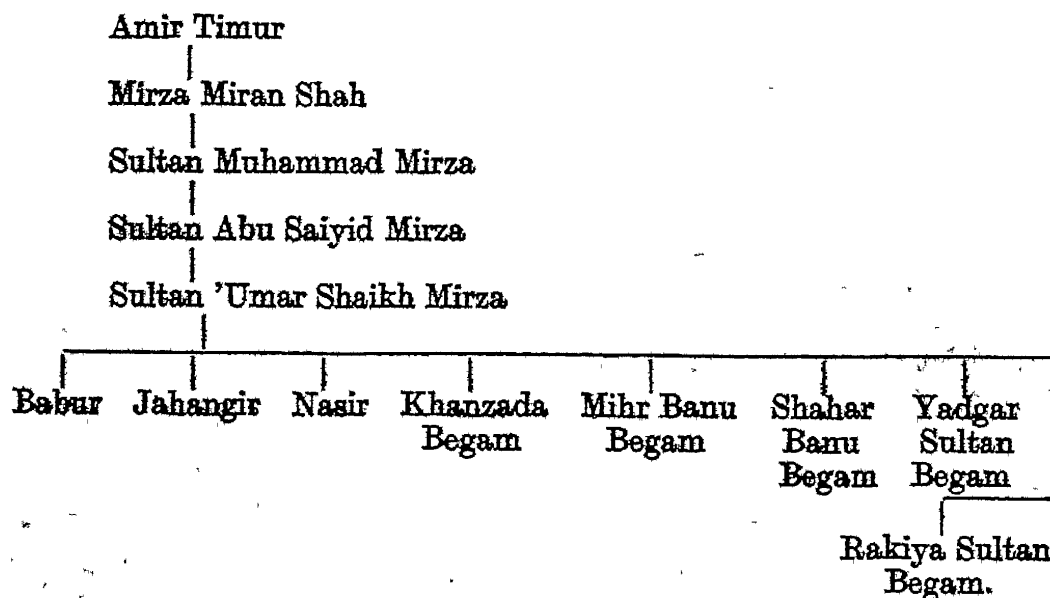 Amir Timur
Mirza Miran Shah
Sultan Muhammad Mirza
Sultan Abu Saiyid Mirza
Sultan 'Umar Shaikh Mirza
Babur Jahangir Nasir Khanzada Begam Mihr Banu Begam Shahar Banu Begam Yadgar Sultan Begam
Rakiya Sultan Begam.